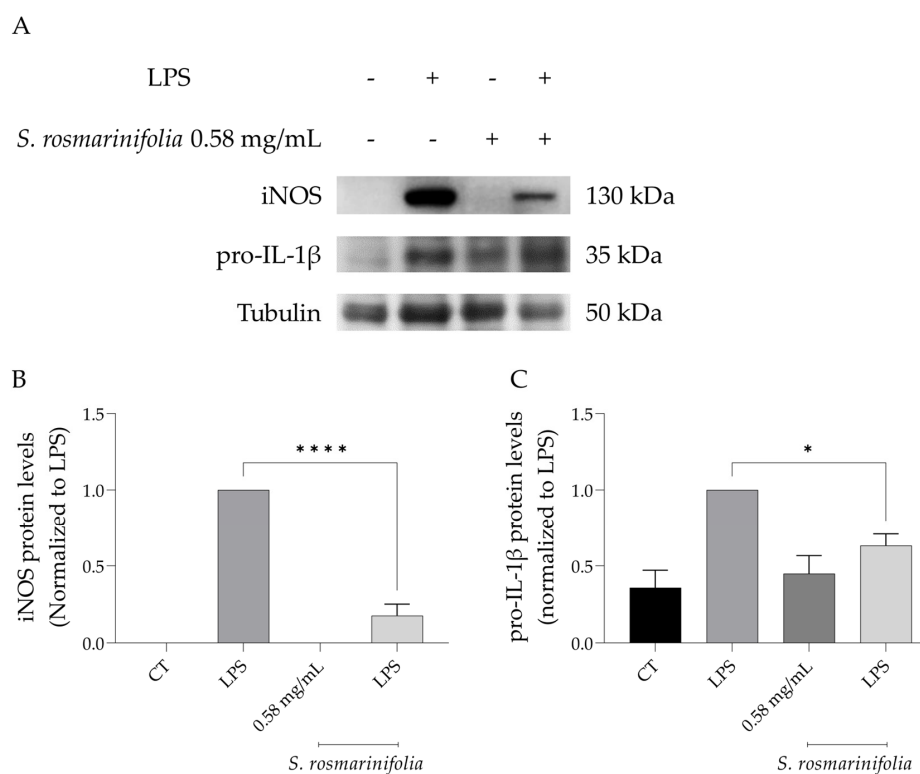 A
LPS - + - +
S. rosmarinifolia 0.58 mg/mL - - + +
iNOS 130 kDa
pro-IL-1β 35 kDa
Tubulin 50 kDa
B
iNOS protein levels
(Normalized to LPS)
1.5
1.0
0.5
0.0
****
CT
LPS
0.58 mg/mL
LPS
S. rosmarinifolia
C
pro-IL-1β protein levels
(normalized to LPS)
1.5
1.0
0.5
0.0
*
CT
LPS
0.58 mg/mL
LPS
S. rosmarinifolia